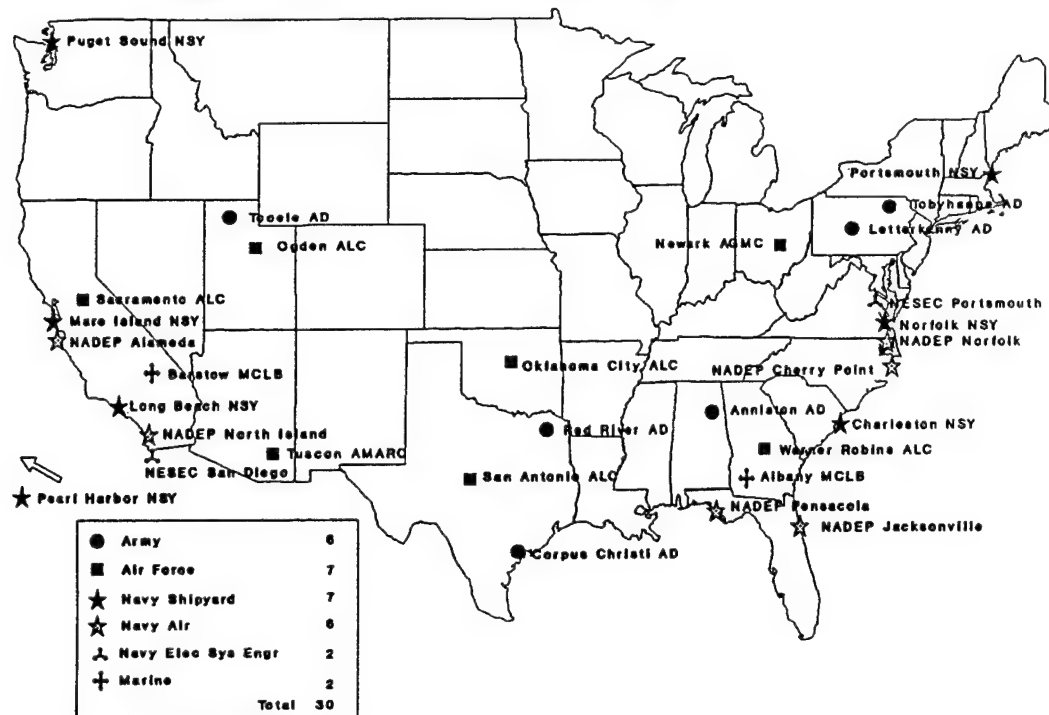 Puget Sound NSY
Portsmouth NSY
Tobyhanna AD
Tooele AD
Letterkenny AD
Ogden ALC
Newark AGMC
Sacramento ALC
NESEC Portsmouth
Mare Island NSY
Norfolk NSY
NADEP Alameda
NADEP Norfolk
Oklahoma City ALC
NADEP Cherry Point
Barstow MCLB
Long Beach NSY
Anniston AD
Charleston NSY
Red River AD
NADEP North Island
Tuscon AMARC
Warner Robins ALC
NESEC San Diego
San Antonio ALC
Albany MCLB
Pearl Harbor NSY
NADEP Pensacola
NADEP Jacksonville
Corpus Christi AD
Army 6
Air Force 7
Navy Shipyard 7
Navy Air 6
Navy Elec Sys Engr 2
Marine 2
Total 30